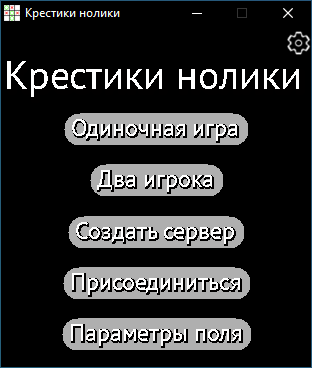 Крестики нолики
Крестики нолики
Одиночная игра
Два игрока
Создать сервер
Присоединиться
Параметры поля